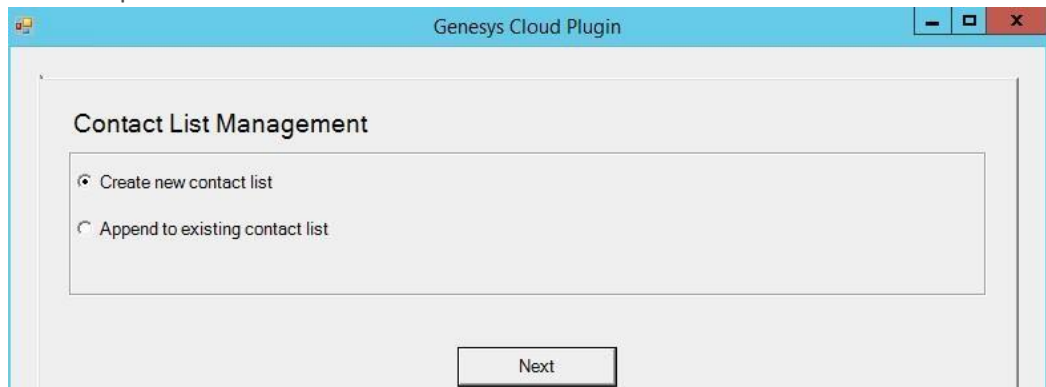 Genesys Cloud Plugin
Contact List Management
Create new contact list
Append to existing contact list
Next